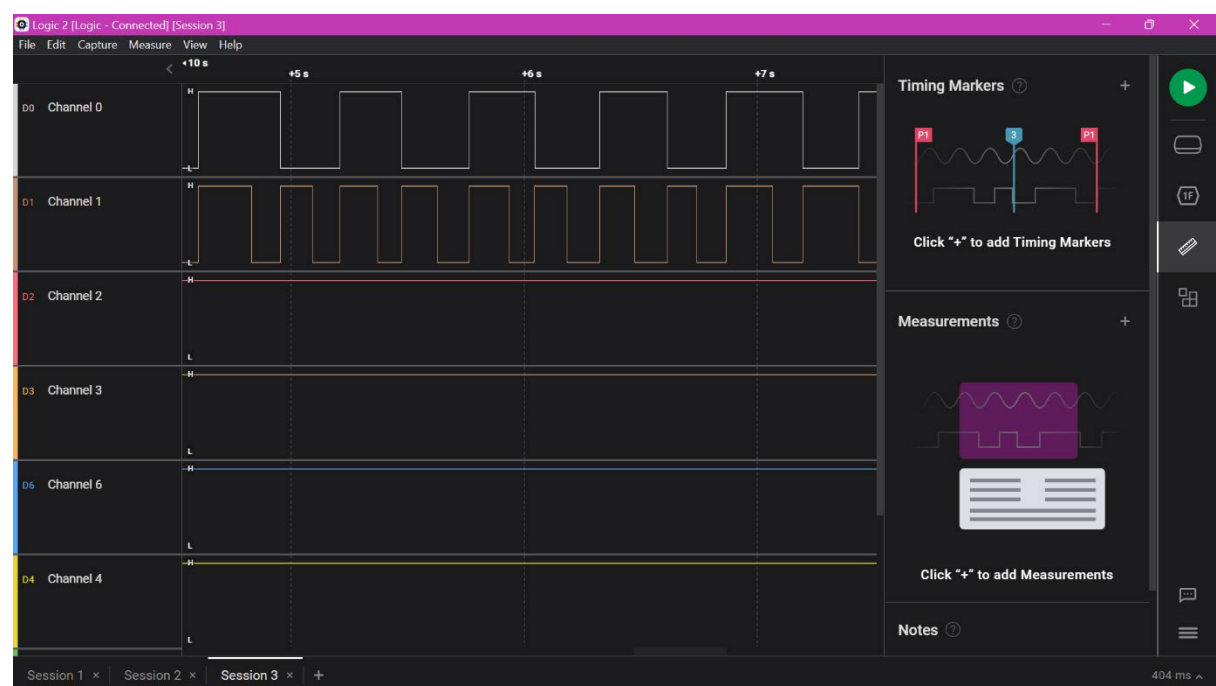 Logic 2 [Logic - Connected] [Session 3]
File Edit Capture Measure View Help
10 s
+5 s +6 s +7 s
D0 Channel 0
H
L
D1 Channel 1
H
L
D2 Channel 2
H
L
D3 Channel 3
H
L
D6 Channel 6
H
L
D4 Channel 4
H
L
Timing Markers ? +
P1 3 P1
Click "+" to add Timing Markers
Measurements ? +
Click "+" to add Measurements
Notes ?
1F
Session 1 × Session 2 × Session 3 × +
404 ms